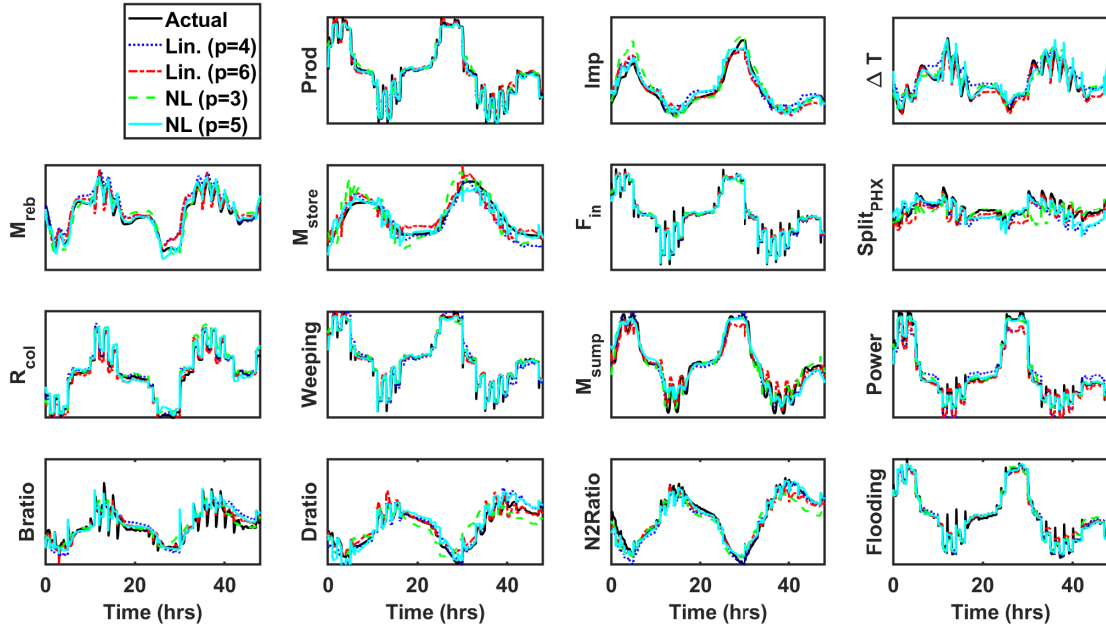 Actual
Lin. (p=4)
Lin. (p=6)
NL (p=3)
NL (p=5)
Prod
Imp
Δ T
M_reb
M_store
F_in
Split_PHX
R_col
Weeping
M_sump
Power
Bratio
Dratio
N2Ratio
Flooding
0 20 40
0 20 40
0 20 40
0 20 40
Time (hrs)
Time (hrs)
Time (hrs)
Time (hrs)